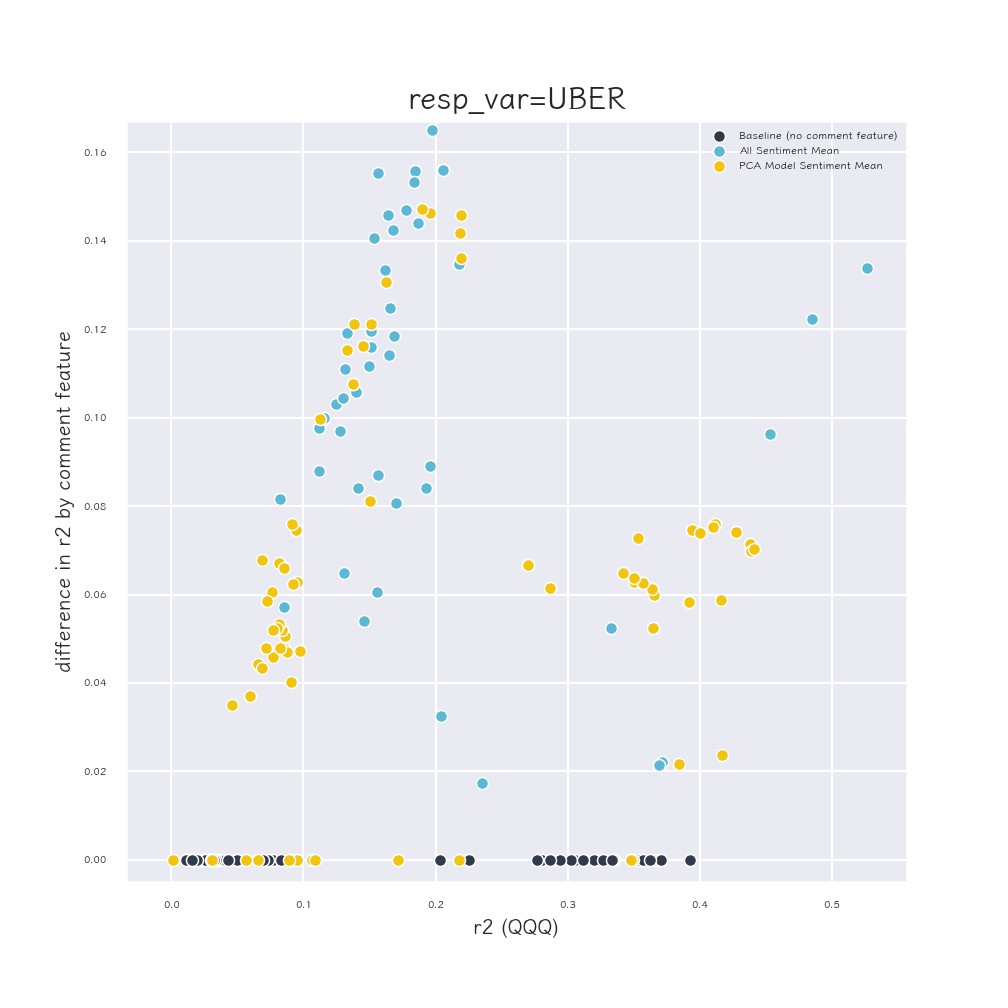 resp_var=UBER
Baseline (no comment feature)
All Sentiment Mean
PCA Model Sentiment Mean
0.16
0.14
0.12
0.10
0.08
0.06
0.04
0.02
0.00
difference in r2 by comment feature
0.0 0.1 0.2 0.3 0.4 0.5
r2 (QQQ)